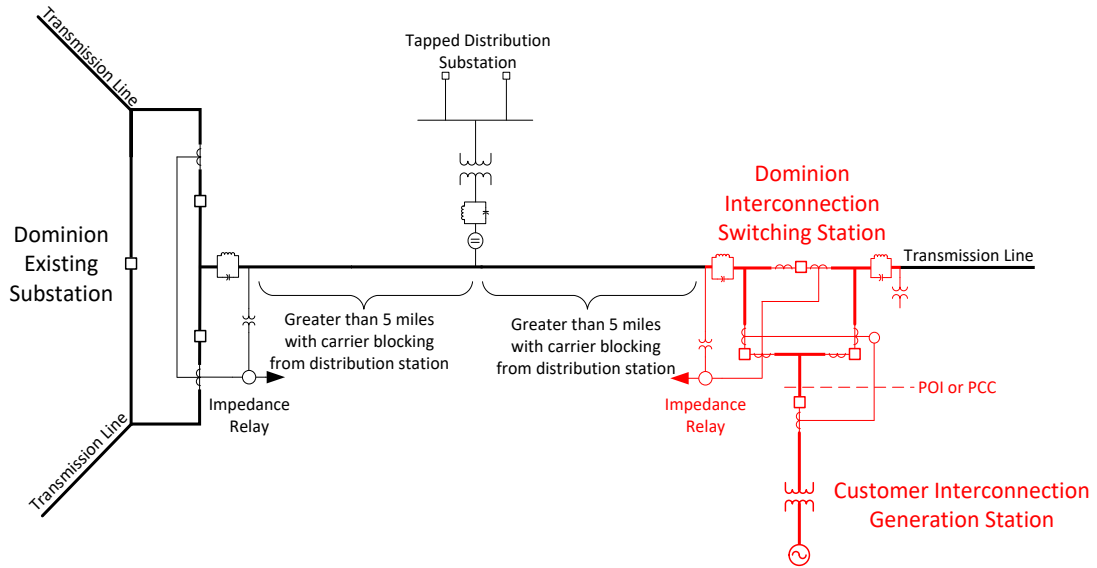 Transmission Line
Tapped Distribution
Substation
Dominion
Interconnection
Switching Station
Dominion
Existing
Substation
Transmission Line
Greater than 5 miles
with carrier blocking
from distribution station
Greater than 5 miles
with carrier blocking
from distribution station
Impedance
Relay
Impedance
Relay
POI or PCC
Transmission Line
Customer Interconnection
Generation Station